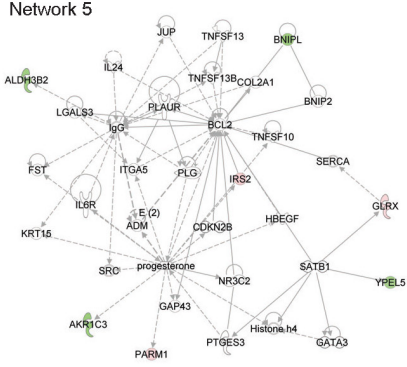 Network 5
JUP
TNFSF13
BNIPL
IL24
TNFSF13B
COL2A1
ALDH3B2
PLAUR
BNIP2
LGALS3
IgG
BCL2
TNFSF10
ITGA5
PLG
SERCA
FST
IRS2
IL6R
GLRX
E (2)
ADM
CDKN2B
HBEGF
KRT15
SRC
progesterone
SATB1
NR3C2
YPEL5
GAP43
AKR1C3
PTGES3
Histone h4
GATA3
PARM1